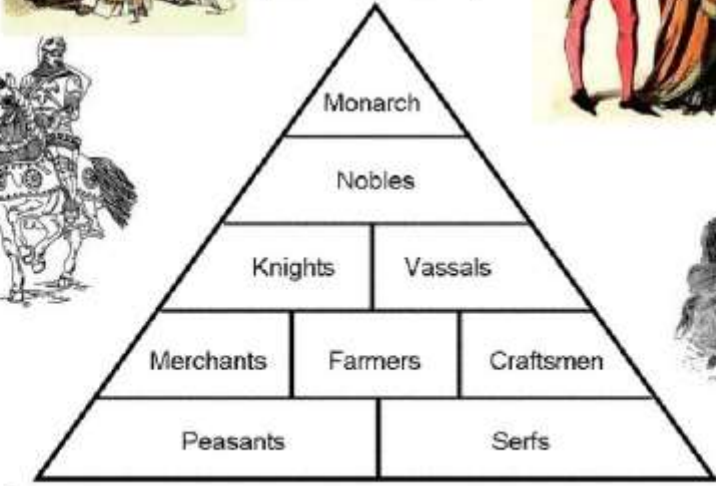 Monarch
Nobles
Knights Vassals
Merchants Farmers Craftsmen
Peasants Serfs